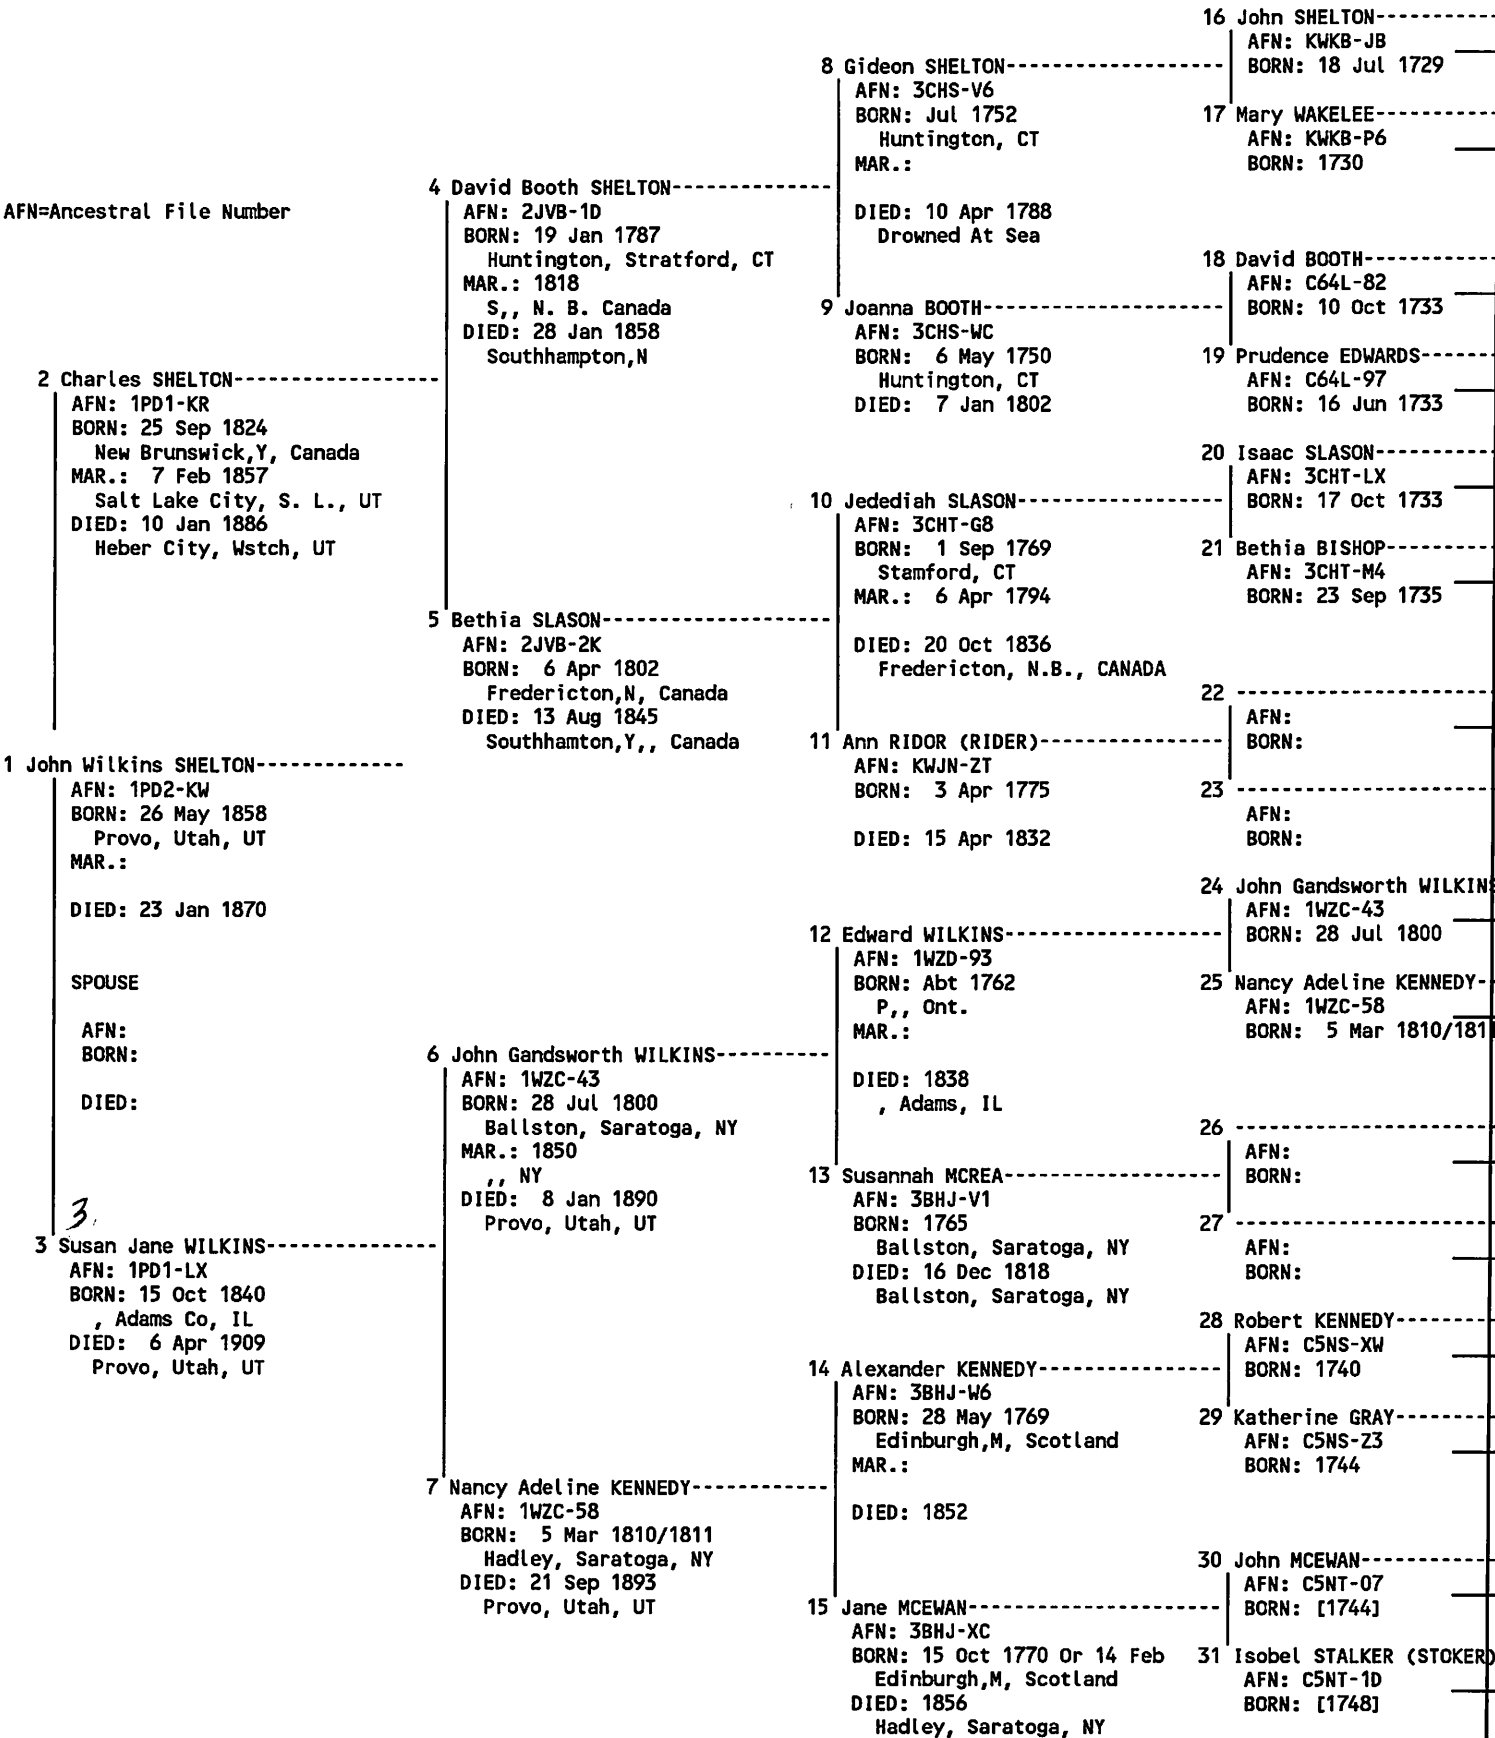 AFN=Ancestral File Number
1 John Wilkins SHELTON-------------
AFN: 1PD2-KW
BORN: 26 May 1858
Provo, Utah, UT
MAR.:
DIED: 23 Jan 1870
SPOUSE
AFN:
BORN:
DIED:
2 Charles SHELTON-----------------
AFN: 1PD1-KR
BORN: 25 Sep 1824
New Brunswick,Y, Canada
MAR.:  7 Feb 1857
Salt Lake City, S. L., UT
DIED: 10 Jan 1886
Heber City, Wstch, UT
3.
3 Susan Jane WILKINS--------------
AFN: 1PD1-LX
BORN: 15 Oct 1840
, Adams Co, IL
DIED:  6 Apr 1909
Provo, Utah, UT
4 David Booth SHELTON-------------
AFN: 2JVB-1D
BORN: 19 Jan 1787
Huntington, Stratford, CT
MAR.: 1818
S,, N. B. Canada
DIED: 28 Jan 1858
Southhampton,N
5 Bethia SLASON-------------------
AFN: 2JVB-2K
BORN:  6 Apr 1802
Fredericton,N, Canada
DIED: 13 Aug 1845
Southhamton,Y,, Canada
6 John Gandsworth WILKINS---------
AFN: 1WZC-43
BORN: 28 Jul 1800
Ballston, Saratoga, NY
MAR.: 1850
,, NY
DIED:  8 Jan 1890
Provo, Utah, UT
7 Nancy Adeline KENNEDY-----------
AFN: 1WZC-58
BORN:  5 Mar 1810/1811
Hadley, Saratoga, NY
DIED: 21 Sep 1893
Provo, Utah, UT
8 Gideon SHELTON------------------
AFN: 3CHS-V6
BORN: Jul 1752
Huntington, CT
MAR.:
DIED: 10 Apr 1788
Drowned At Sea
9 Joanna BOOTH--------------------
AFN: 3CHS-WC
BORN:  6 May 1750
Huntington, CT
DIED:  7 Jan 1802
10 Jedediah SLASON-----------------
AFN: 3CHT-G8
BORN:  1 Sep 1769
Stamford, CT
MAR.:  6 Apr 1794
DIED: 20 Oct 1836
Fredericton, N.B., CANADA
11 Ann RIDOR (RIDER)---------------
AFN: KWJN-ZT
BORN:  3 Apr 1775
DIED: 15 Apr 1832
12 Edward WILKINS------------------
AFN: 1WZD-93
BORN: Abt 1762
P,, Ont.
MAR.:
DIED: 1838
, Adams, IL
13 Susannah MCREA------------------
AFN: 3BHJ-V1
BORN: 1765
Ballston, Saratoga, NY
DIED: 16 Dec 1818
Ballston, Saratoga, NY
14 Alexander KENNEDY---------------
AFN: 3BHJ-W6
BORN: 28 May 1769
Edinburgh,M, Scotland
MAR.:
DIED: 1852
15 Jane MCEWAN---------------------
AFN: 3BHJ-XC
BORN: 15 Oct 1770 Or 14 Feb
Edinburgh,M, Scotland
DIED: 1856
Hadley, Saratoga, NY
16 John SHELTON----------
AFN: KWKB-JB
BORN: 18 Jul 1729
17 Mary WAKELEE----------
AFN: KWKB-P6
BORN: 1730
18 David BOOTH-----------
AFN: C64L-82
BORN: 10 Oct 1733
19 Prudence EDWARDS------
AFN: C64L-97
BORN: 16 Jun 1733
20 Isaac SLASON----------
AFN: 3CHT-LX
BORN: 17 Oct 1733
21 Bethia BISHOP---------
AFN: 3CHT-M4
BORN: 23 Sep 1735
22 ----------------------
AFN:
BORN:
23 ----------------------
AFN:
BORN:
24 John Gandsworth WILKINS
AFN: 1WZC-43
BORN: 28 Jul 1800
25 Nancy Adeline KENNEDY-
AFN: 1WZC-58
BORN:  5 Mar 1810/1811
26 ----------------------
AFN:
BORN:
27 ----------------------
AFN:
BORN:
28 Robert KENNEDY--------
AFN: C5NS-XW
BORN: 1740
29 Katherine GRAY--------
AFN: C5NS-Z3
BORN: 1744
30 John MCEWAN-----------
AFN: C5NT-07
BORN: [1744]
31 Isobel STALKER (STOKER)
AFN: C5NT-1D
BORN: [1748]